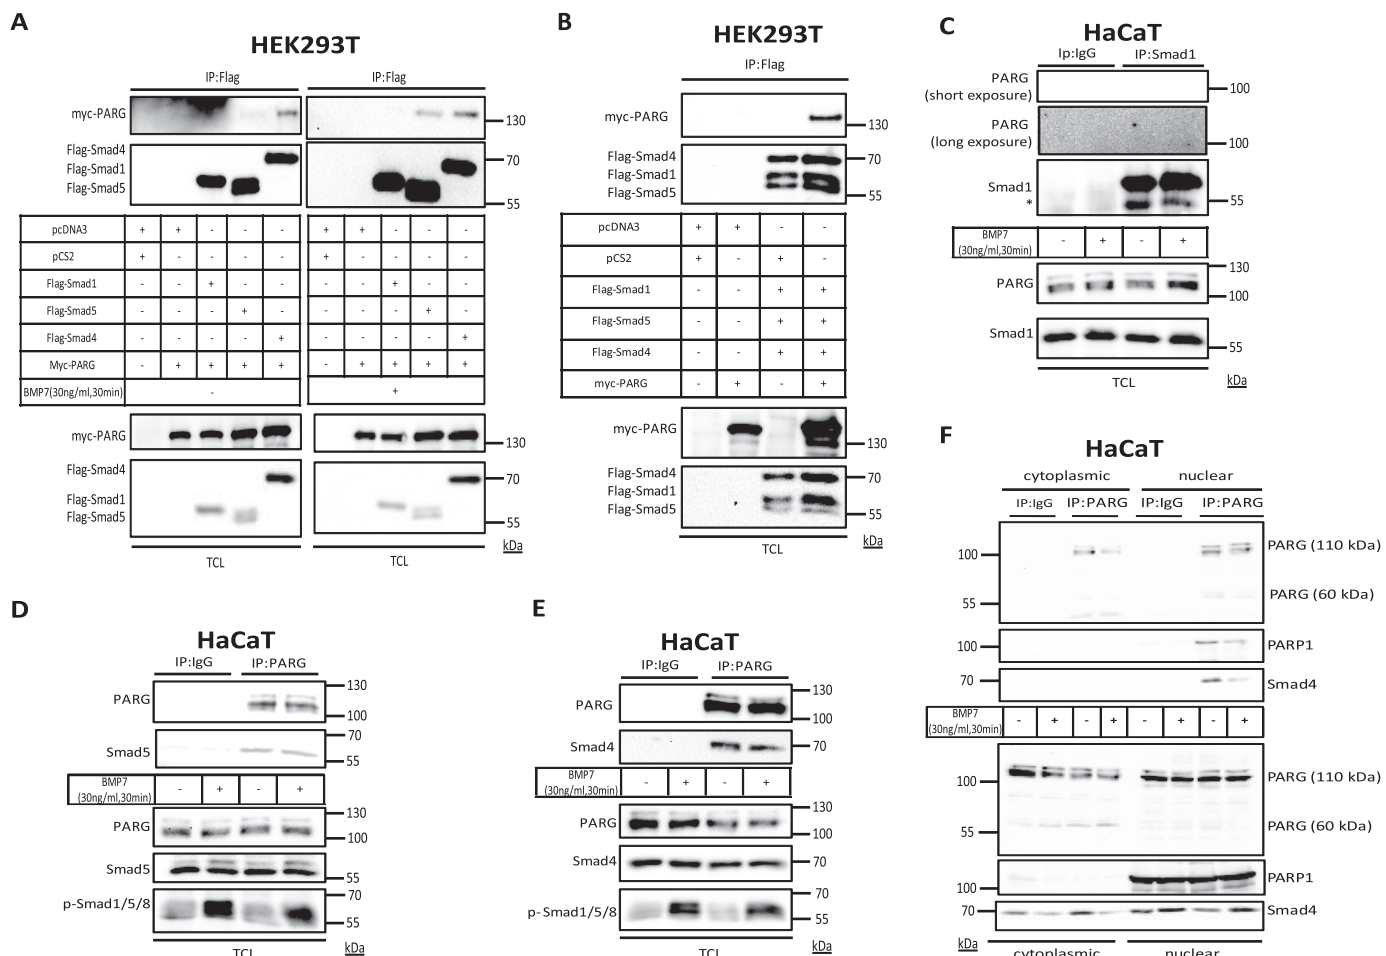 A
HEK293T
IP:Flag
IP:Flag
myc-PARG
130
Flag-Smad4
Flag-Smad1
Flag-Smad5
70
55
pcDNA3 + + - - - + + - - -
pCS2 + - - - - + - - - -
Flag-Smad1 - - + - - - - + - -
Flag-Smad5 - - - + - - - - + -
Flag-Smad4 - - - - + - - - - +
Myc-PARG - + + + + - + + + +
BMP7(30ng/ml,30min) - +
myc-PARG
130
Flag-Smad4
Flag-Smad1
Flag-Smad5
70
55
kDa
TCL
TCL
B
HEK293T
IP:Flag
myc-PARG
130
Flag-Smad4
Flag-Smad1
Flag-Smad5
70
55
pcDNA3 + + - -
pCS2 + - + -
Flag-Smad1 - - + +
Flag-Smad5 - - + +
Flag-Smad4 - - + +
myc-PARG - + - +
myc-PARG
130
Flag-Smad4
Flag-Smad1
Flag-Smad5
70
55
kDa
TCL
C
HaCaT
Ip:IgG
IP:Smad1
PARG
(short exposure)
100
PARG
(long exposure)
100
Smad1
*
55
BMP7
(30ng/ml,30min)
- + - +
PARG
130
100
Smad1
55
TCL
kDa
D
HaCaT
IP:IgG
IP:PARG
PARG
130
100
Smad5
70
55
BMP7
(30ng/ml,30min)
- + - +
PARG
130
100
Smad5
55
p-Smad1/5/8
70
55
TCL
kDa
E
HaCaT
IP:IgG
IP:PARG
PARG
130
100
Smad4
70
BMP7
(30ng/ml,30min)
- + - +
PARG
130
100
Smad4
70
p-Smad1/5/8
70
55
TCL
kDa
F
HaCaT
cytoplasmic
nuclear
IP:IgG
IP:PARG
IP:IgG
IP:PARG
100
55
PARG (110 kDa)
PARG (60 kDa)
100
PARP1
70
Smad4
BMP7
(30ng/ml,30min)
- + - + - + - +
100
55
PARG (110 kDa)
PARG (60 kDa)
100
PARP1
70
Smad4
kDa
cytoplasmic
nuclear